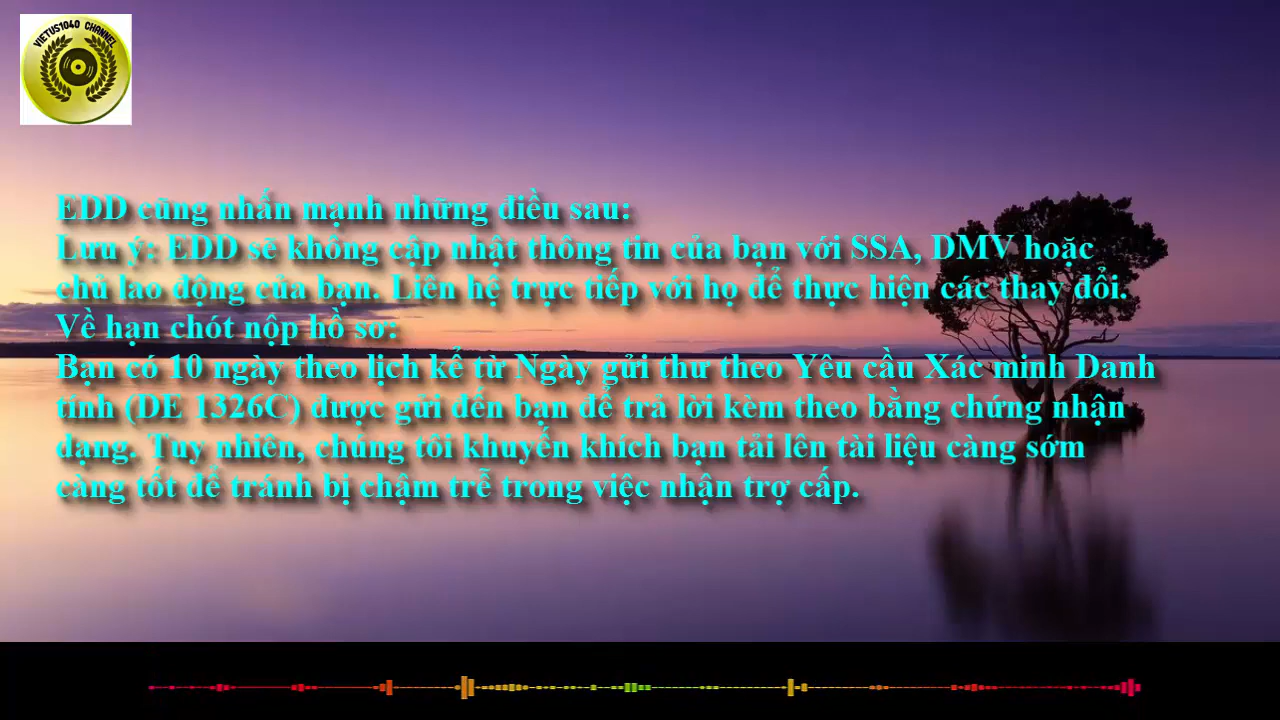 VIETUS1040 CHANNEL
EDD cũng nhấn mạnh những điều sau:
Lưu ý: EDD sẽ không cập nhật thông tin của bạn với SSA, DMV hoặc
chủ lao động của bạn. Liên hệ trực tiếp với họ để thực hiện các thay đổi.
Về hạn chót nộp hồ sơ:
Bạn có 10 ngày theo lịch kể từ Ngày gửi thư theo Yêu cầu Xác minh Danh
tính (DE 1326C) được gửi đến bạn để trả lời kèm theo bằng chứng nhận
dạng. Tuy nhiên, chúng tôi khuyến khích bạn tải lên tài liệu càng sớm
càng tốt để tránh bị chậm trễ trong việc nhận trợ cấp.